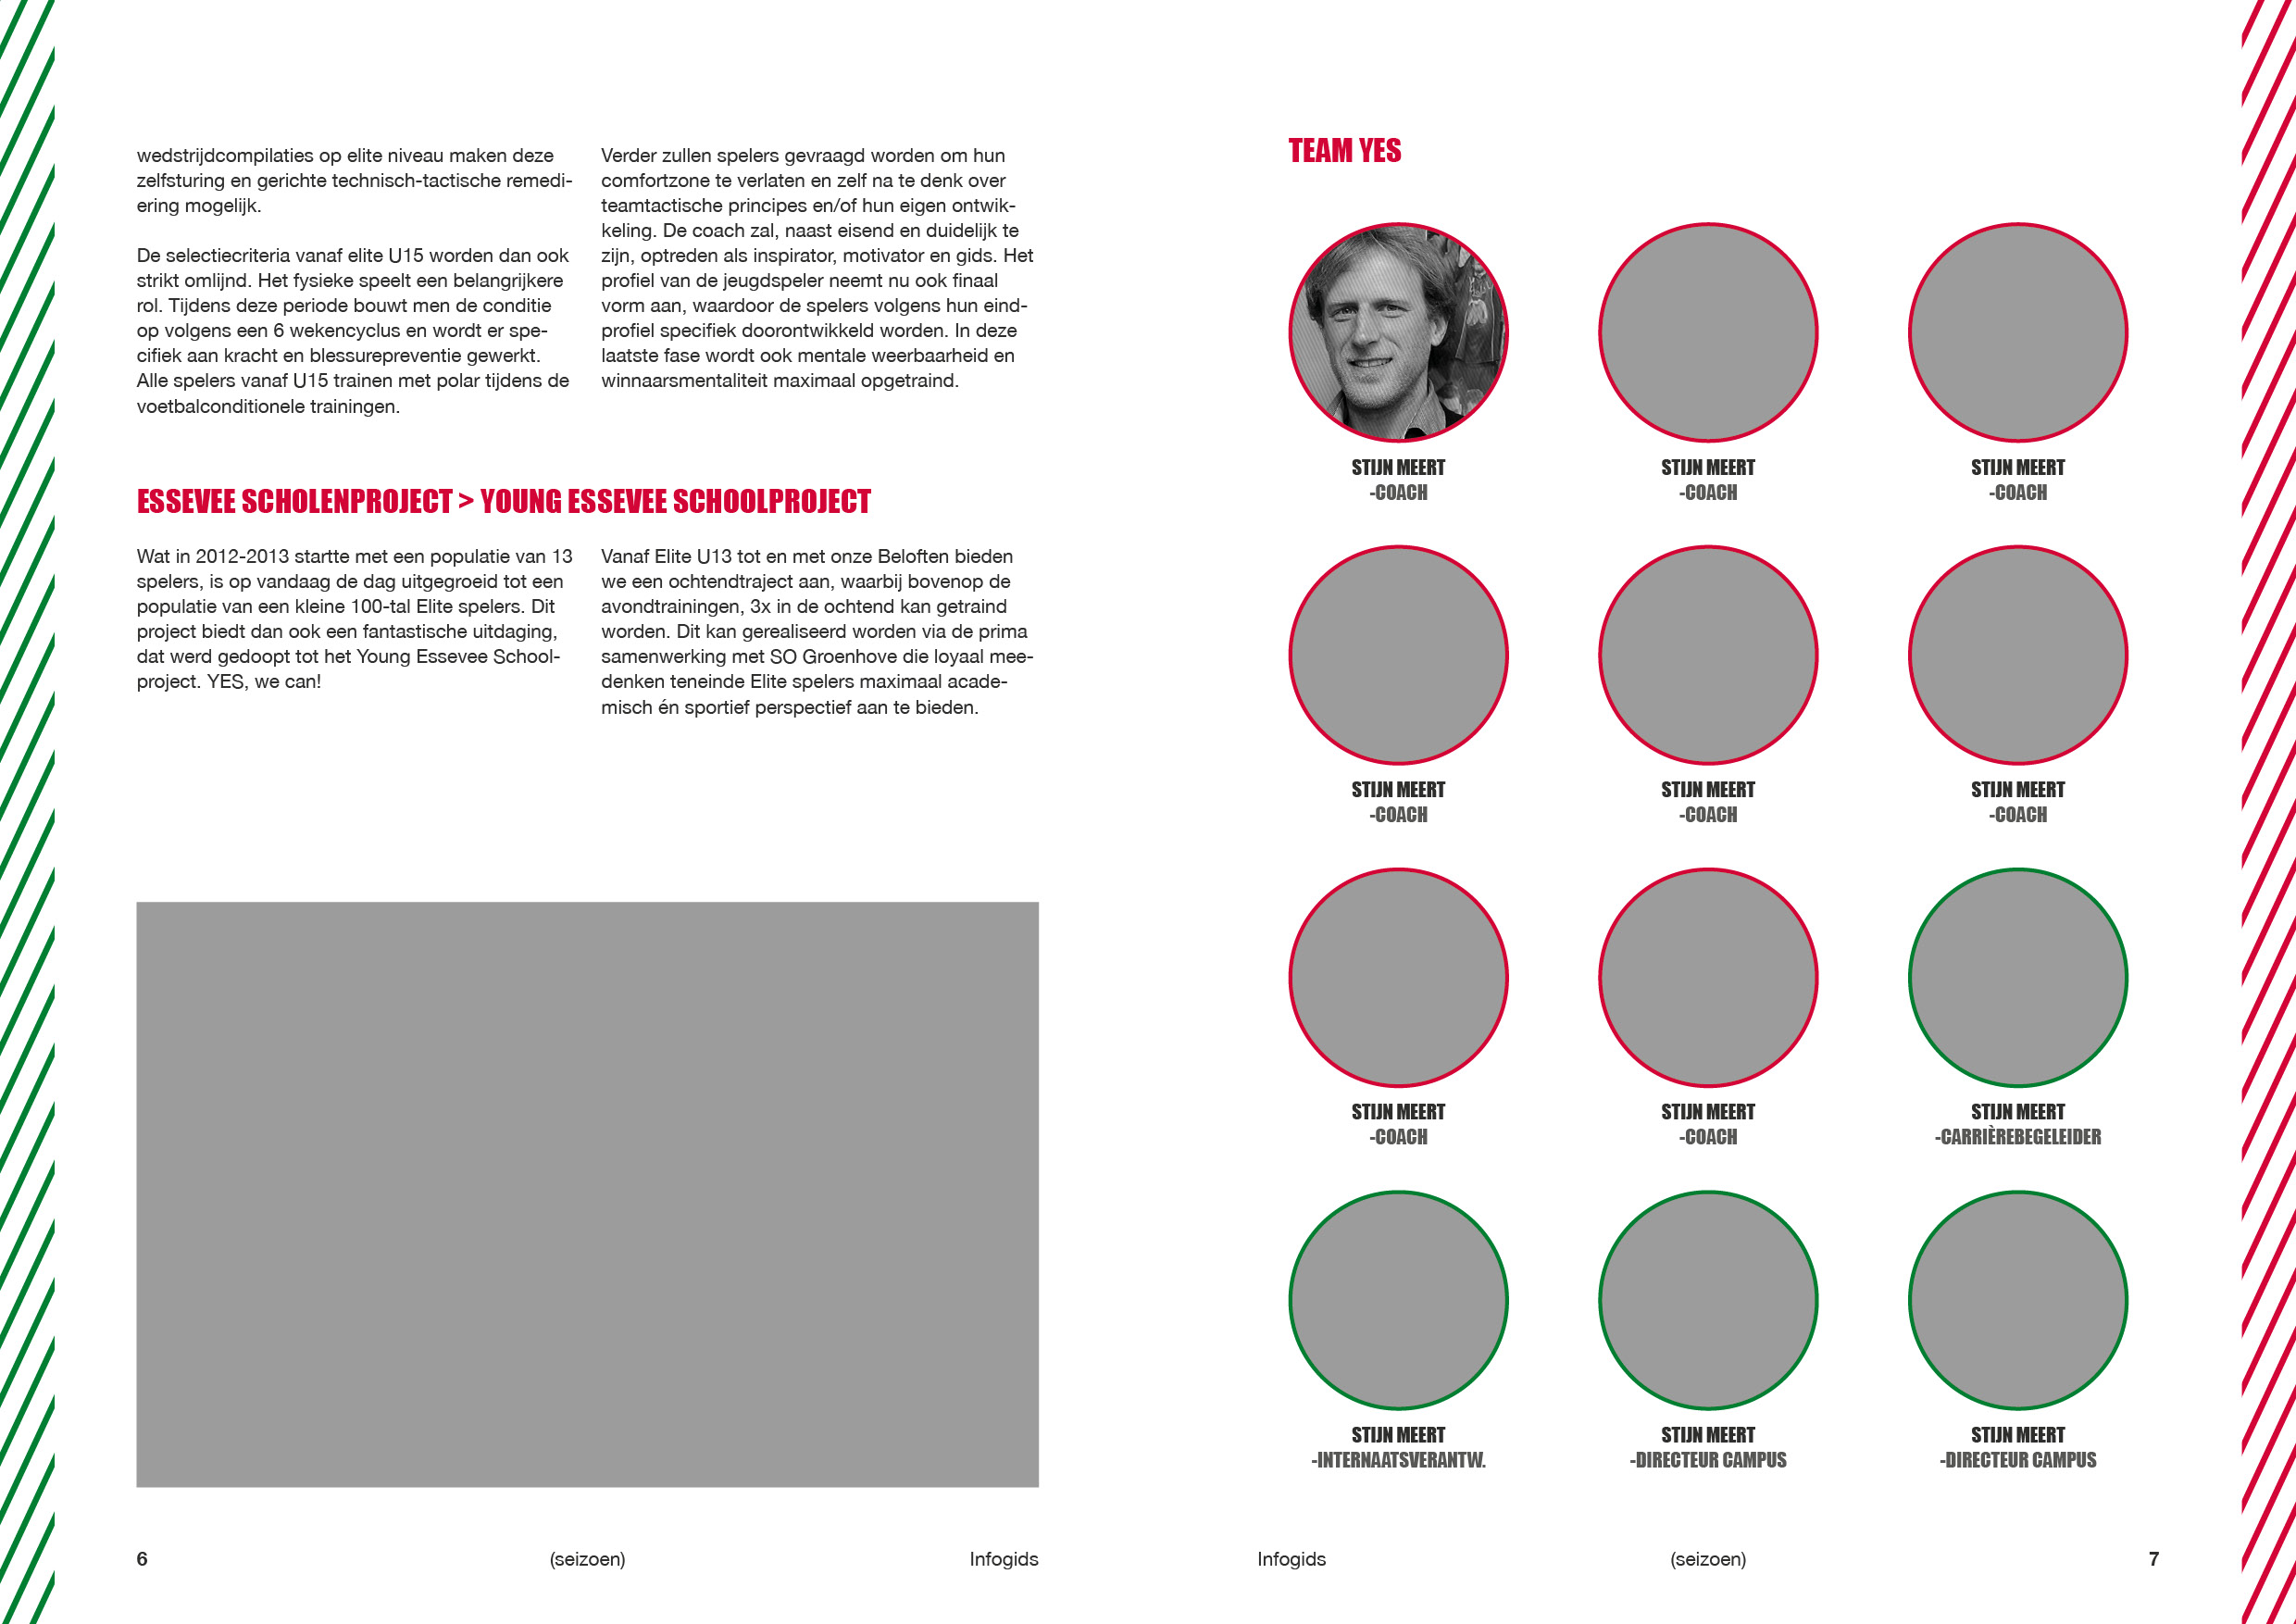 wedstrijdcompilaties op elite niveau maken deze
zelfsturing en gerichte technisch-tactische remedi-
ering mogelijk.
De selectiecriteria vanaf elite U15 worden dan ook
strikt omlijnd. Het fysieke speelt een belangrijkere
rol. Tijdens deze periode bouwt men de conditie
op volgens een 6 wekencyclus en wordt er spe-
cifiek aan kracht en blessurepreventie gewerkt.
Alle spelers vanaf U15 trainen met polar tijdens de
voetbalconditionele trainingen.
Verder zullen spelers gevraagd worden om hun
comfortzone te verlaten en zelf na te denk over
teamtactische principes en/of hun eigen ontwik-
keling. De coach zal, naast eisend en duidelijk te
zijn, optreden als inspirator, motivator en gids. Het
profiel van de jeugdspeler neemt nu ook finaal
vorm aan, waardoor de spelers volgens hun eind-
profiel specifiek doorontwikkeld worden. In deze
laatste fase wordt ook mentale weerbaarheid en
winnaarsmentaliteit maximaal opgetraind.
ESSEVEE SCHOLENPROJECT > YOUNG ESSEVEE SCHOOLPROJECT
Wat in 2012-2013 startte met een populatie van 13
spelers, is op vandaag de dag uitgegroeid tot een
populatie van een kleine 100-tal Elite spelers. Dit
project biedt dan ook een fantastische uitdaging,
dat werd gedoopt tot het Young Essevee School-
project. YES, we can!
Vanaf Elite U13 tot en met onze Beloften bieden
we een ochtendtraject aan, waarbij bovenop de
avondtrainingen, 3x in de ochtend kan getraind
worden. Dit kan gerealiseerd worden via de prima
samenwerking met SO Groenhove die loyaal mee-
denken teneinde Elite spelers maximaal acade-
misch én sportief perspectief aan te bieden.
6
(seizoen)
Infogids
TEAM YES
STIJN MEERT
-COACH
STIJN MEERT
-COACH
STIJN MEERT
-COACH
STIJN MEERT
-COACH
STIJN MEERT
-COACH
STIJN MEERT
-COACH
STIJN MEERT
-COACH
STIJN MEERT
-COACH
STIJN MEERT
-CARRIÈREBEGELEIDER
STIJN MEERT
-INTERNAATSVERANTW.
STIJN MEERT
-DIRECTEUR CAMPUS
STIJN MEERT
-DIRECTEUR CAMPUS
Infogids
(seizoen)
7